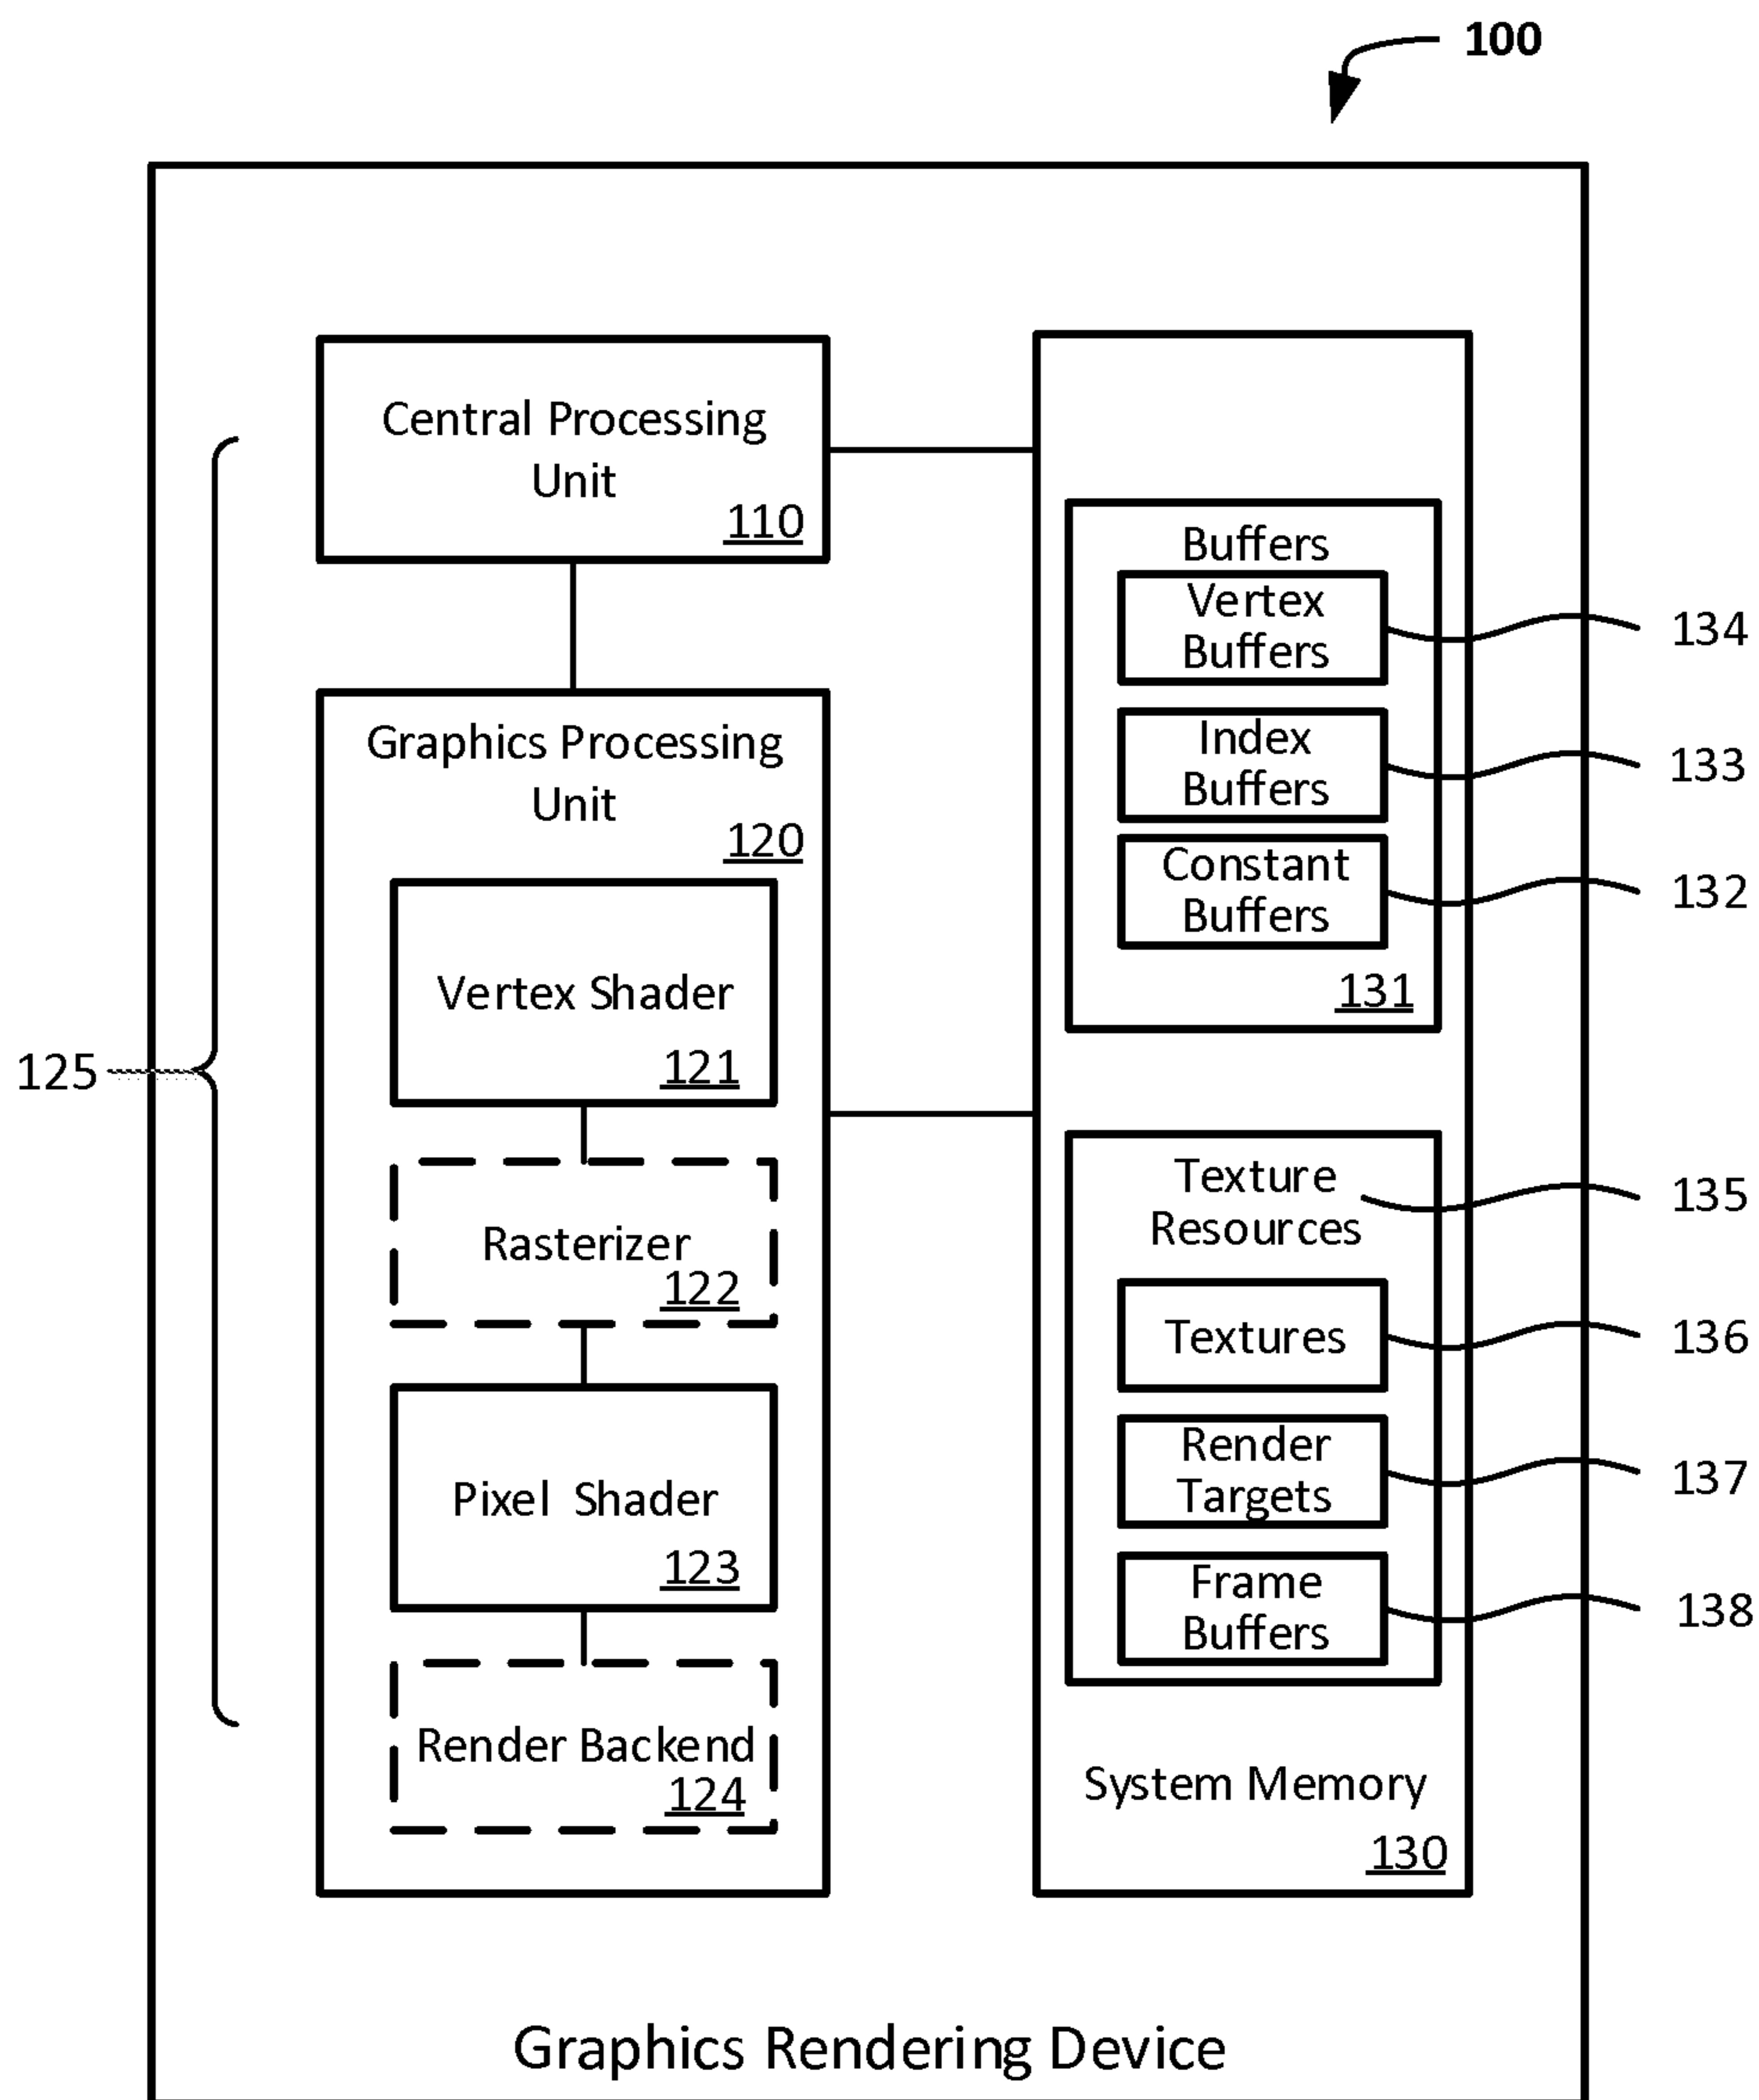 100
Central Processing
Unit
110
Graphics Processing
Unit
120
Vertex Shader
121
Rasterizer
122
Pixel Shader
123
Render Backend
124
125
Buffers
Vertex
Buffers
134
Index
Buffers
133
Constant
Buffers
132
131
Texture
Resources
135
Textures
136
Render
Targets
137
Frame
Buffers
138
System Memory
130
Graphics Rendering Device